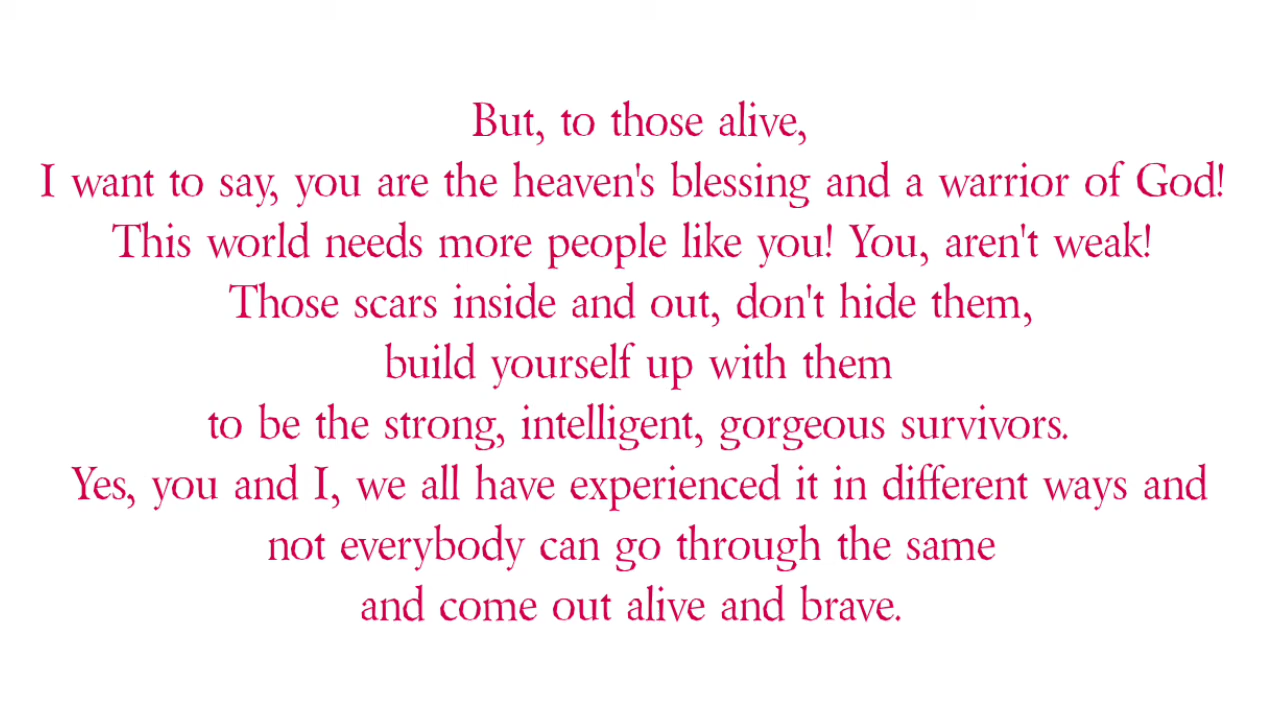 But, to those alive,
I want to say, you are the heaven's blessing and a warrior of God!
This world needs more people like you! You, aren't weak!
Those scars inside and out, don't hide them,
build yourself up with them
to be the strong, intelligent, gorgeous survivors.
Yes, you and I, we all have experienced it in different ways and
not everybody can go through the same
and come out alive and brave.